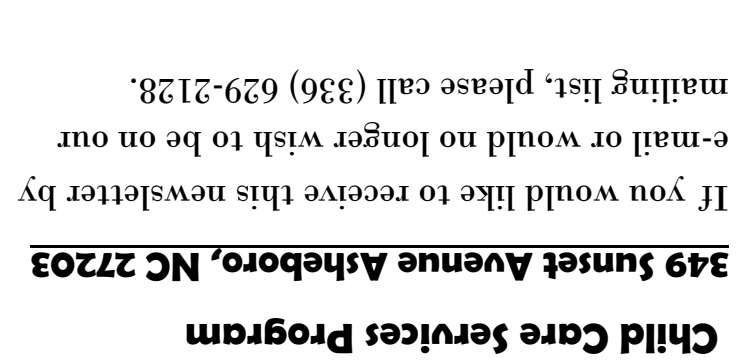 Child Care Services Program
349 Sunset Avenue Asheboro, NC 27203
If you would like to receive this newsletter by
e-mail or would no longer wish to be on our
mailing list, please call (336) 629-2128.